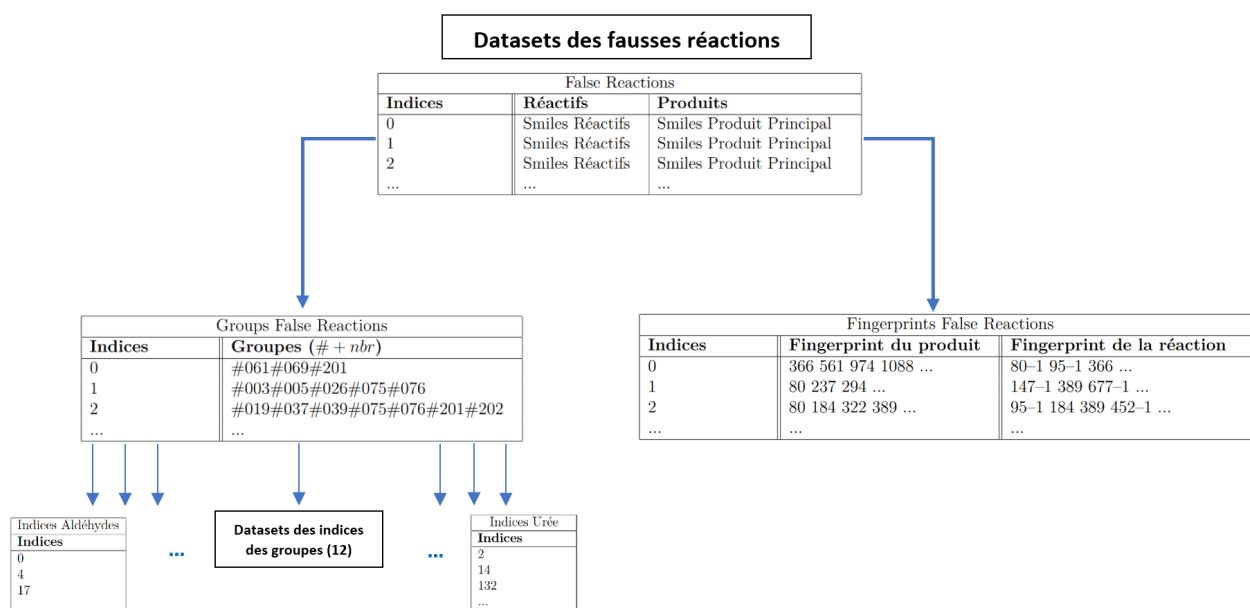 Datasets des fausses réactions
False Reactions
Indices Réactifs Produits
0 Smiles Réactifs Smiles Produit Principal
1 Smiles Réactifs Smiles Produit Principal
2 Smiles Réactifs Smiles Produit Principal
... ... ...
Groups False Reactions
Indices Groupes (# + nbr)
0 #061#069#201
1 #003#005#026#075#076
2 #019#037#039#075#076#201#202
... ...
Fingerprints False Reactions
Indices Fingerprint du produit Fingerprint de la réaction
0 366 561 974 1088 ... 80–1 95–1 366 ...
1 80 237 294 ... 147–1 389 677–1 ...
2 80 184 322 389 ... 95–1 184 389 452–1 ...
... ... ...
Indices Aldéhydes
Indices
0
4
17
...
Datasets des indices
des groupes (12)
...
Indices Urée
Indices
2
14
132
...